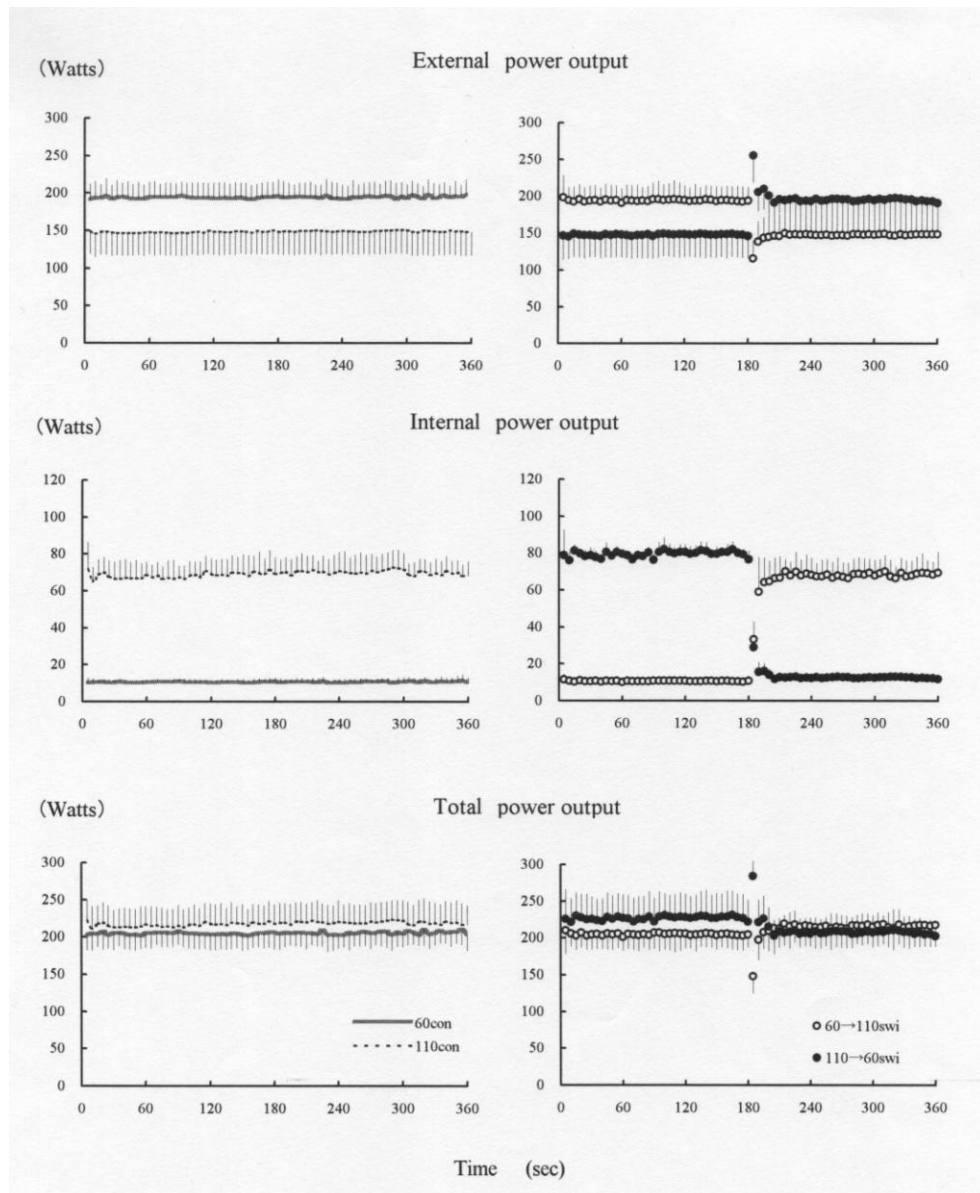 External power output
(Watts)
300
250
200
150
100
50
0
0 60 120 180 240 300 360
300
250
200
150
100
50
0
0 60 120 180 240 300 360
Internal power output
(Watts)
120
100
80
60
40
20
0
0 60 120 180 240 300 360
120
100
80
60
40
20
0
0 60 120 180 240 300 360
Total power output
(Watts)
300
250
200
150
100
50
0
60con
110con
0 60 120 180 240 300 360
300
250
200
150
100
50
0
60→110swi
110→60swi
0 60 120 180 240 300 360
Time (sec)